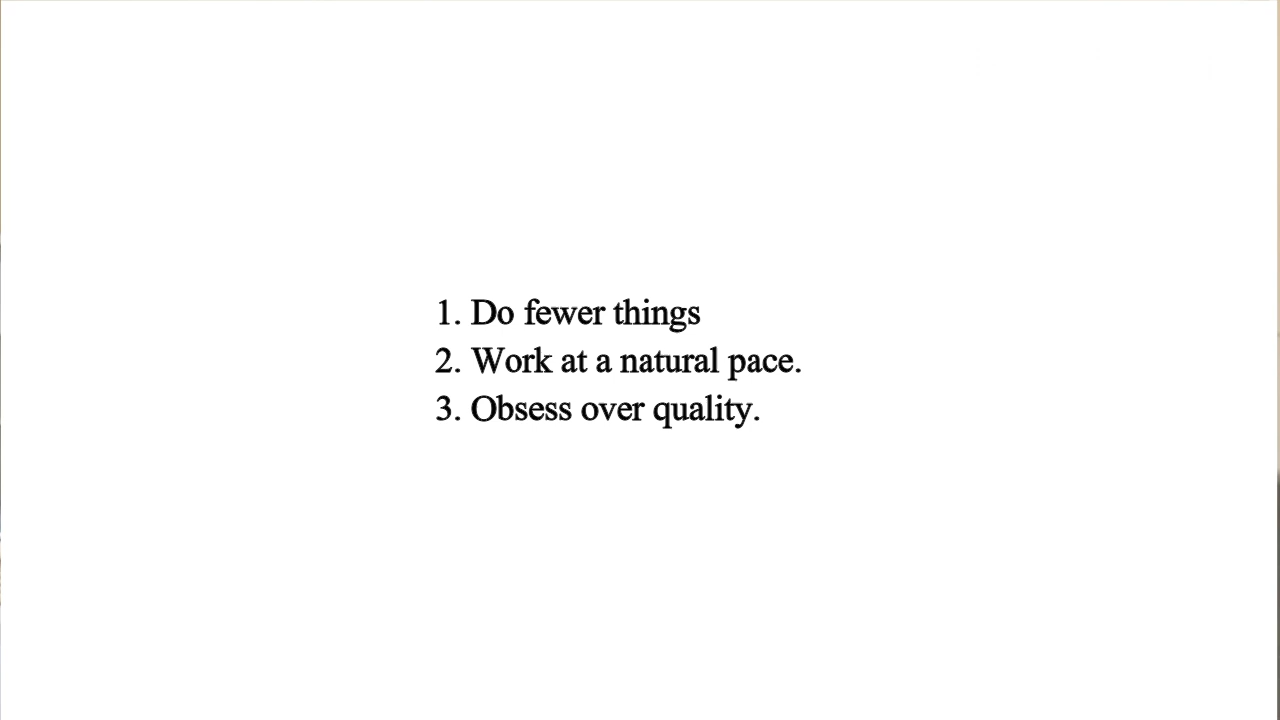 1. Do fewer things
2. Work at a natural pace.
3. Obsess over quality.